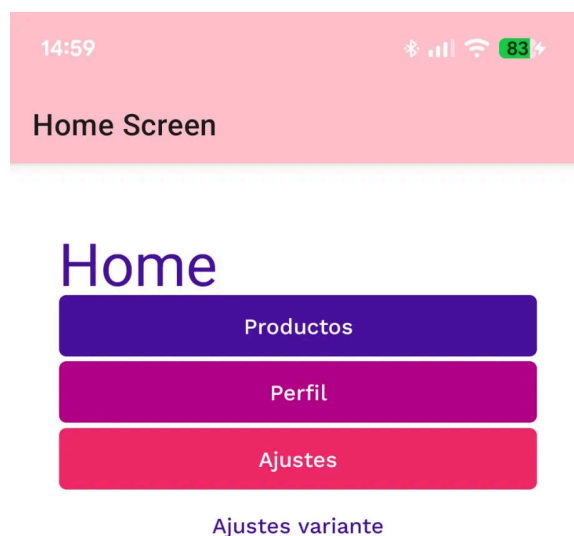 14:59
83
Home Screen
Home
Productos
Perfil
Ajustes
Ajustes variante